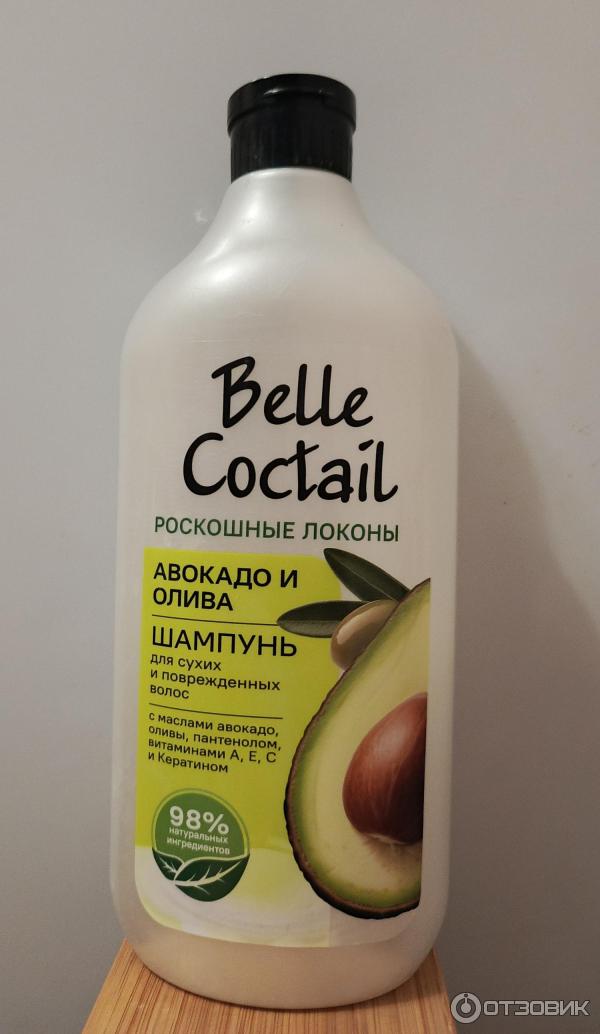 Belle
Coctail
РОСКОШНЫЕ ЛОКОНЫ
АВОКАДО И
ОЛИВА
ШАМПУНЬ
для сухих
и поврежденных
волос
с маслами авокадо,
оливы, пантенолом,
витаминами А, Е, С
и Кератином
98%
натуральных
ингредиентов
ОТЗОВИК